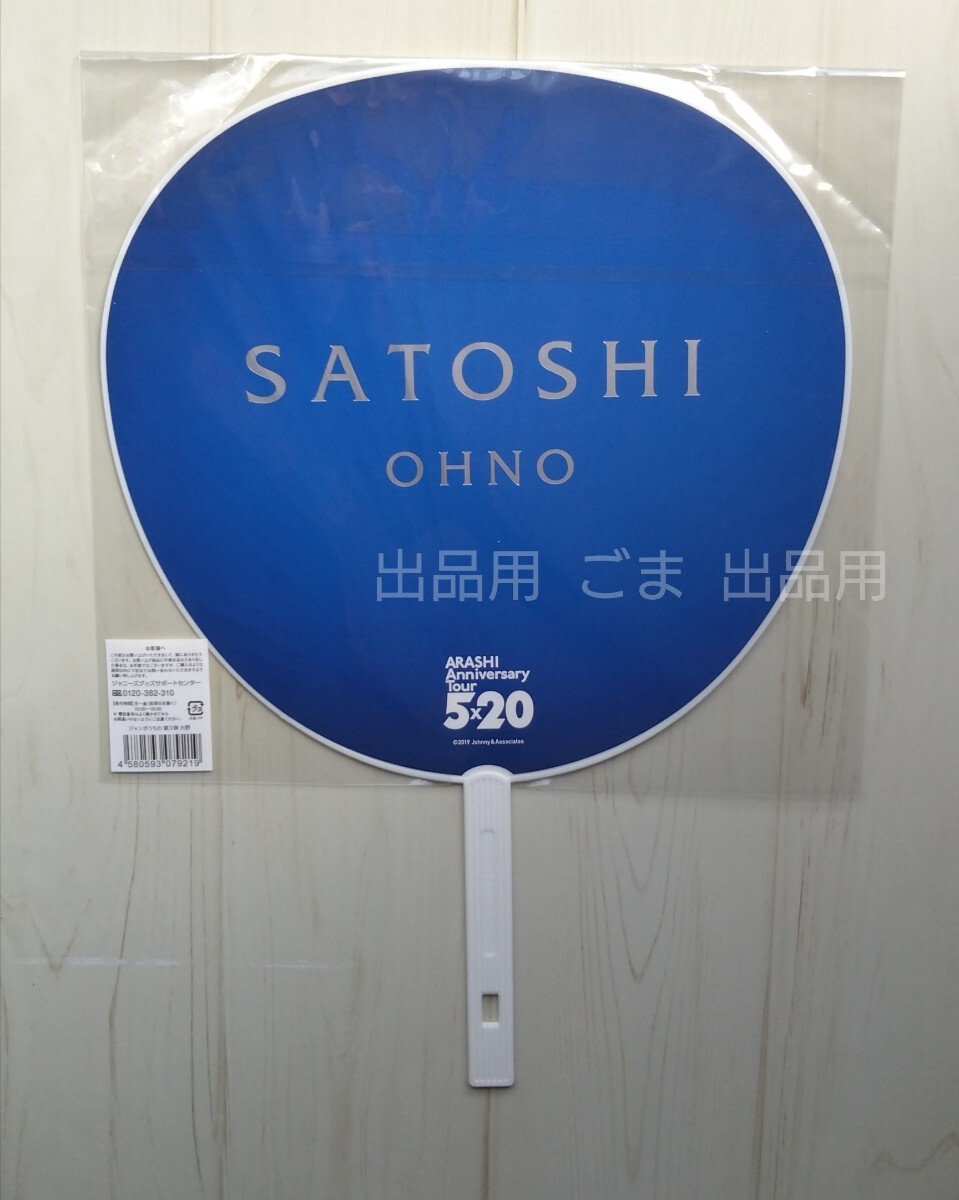 SATOSHI
OHNO
出品用 ごま 出品用
ARASHI
Anniversary
Tour
5×20
©2019 Johnny & Associates
お客様へ
ジャニーズグッズサポートセンター
0120-382-310
ジャンボうちわ 第3弾 大野
4 580593 079219